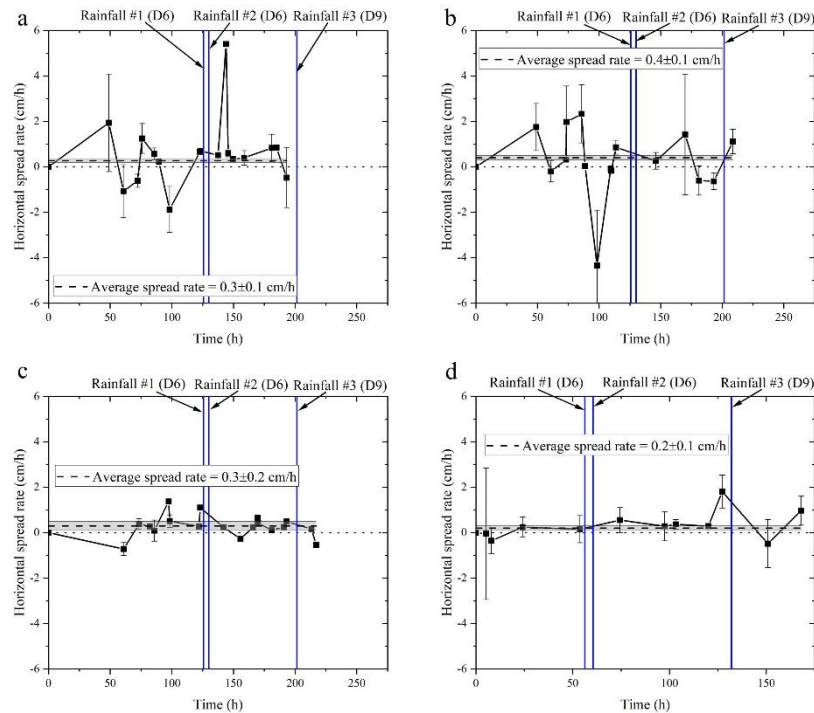 a
Rainfall #1 (D6)
Rainfall #2 (D6)
Rainfall #3 (D9)
6
4
2
0
-2
-4
-6
Horizontal spread rate (cm/h)
Average spread rate = 0.3±0.1 cm/h
0
50
100
150
200
250
Time (h)
b
Rainfall #1 (D6)
Rainfall #2 (D6)
Rainfall #3 (D9)
6
4
2
0
-2
-4
-6
Horizontal spread rate (cm/h)
Average spread rate = 0.4±0.1 cm/h
0
50
100
150
200
250
Time (h)
c
Rainfall #1 (D6)
Rainfall #2 (D6)
Rainfall #3 (D9)
6
4
2
0
-2
-4
-6
Horizontal spread rate (cm/h)
Average spread rate = 0.3±0.2 cm/h
0
50
100
150
200
250
Time (h)
d
Rainfall #1 (D6)
Rainfall #2 (D6)
Rainfall #3 (D9)
6
4
2
0
-2
-4
-6
Horizontal spread rate (cm/h)
Average spread rate = 0.2±0.1 cm/h
0
50
100
150
Time (h)